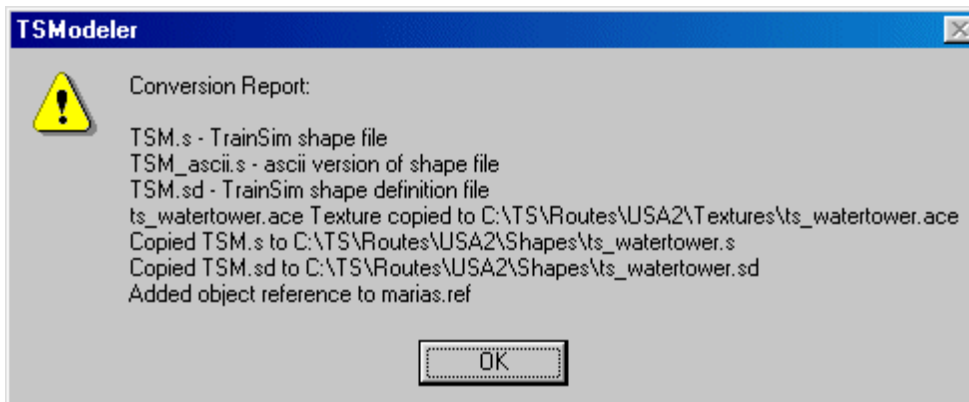 TSModeler
Conversion Report:
TSM.s - TrainSim shape file
TSM_ascii.s - ascii version of shape file
TSM.sd - TrainSim shape definition file
ts_watertower.ace Texture copied to C:\TS\Routes\USA2\Textures\ts_watertower.ace
Copied TSM.s to C:\TS\Routes\USA2\Shapes\ts_watertower.s
Copied TSM.sd to C:\TS\Routes\USA2\Shapes\ts_watertower.sd
Added object reference to marias.ref
OK